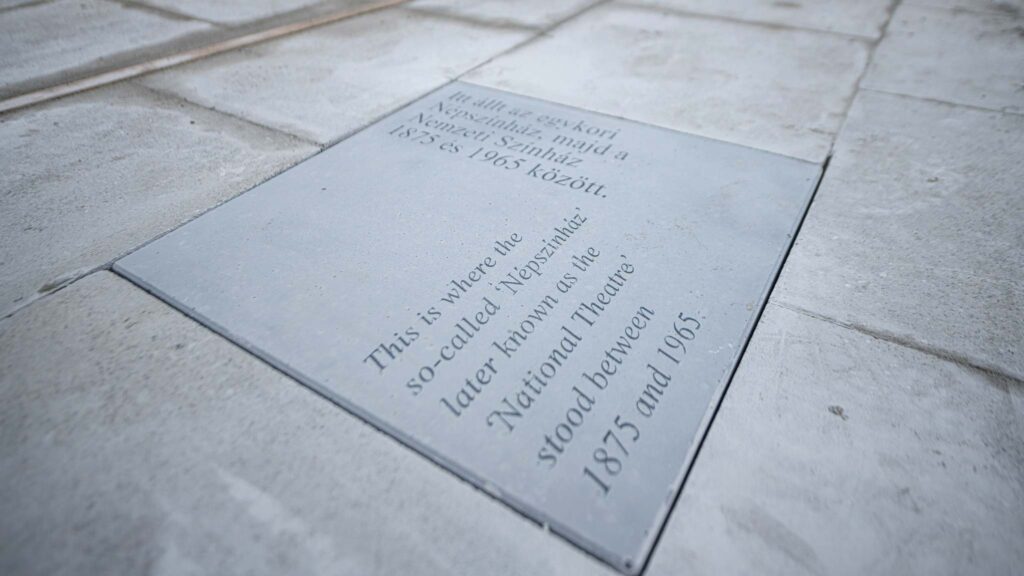 Itt állt az egykori
Népszínház, majd a
Nemzeti Színház
1875 és 1965 között.
This is where the
so-called ‘Népszínház’
later known as the
‘National Theatre’
stood between
1875 and 1965.